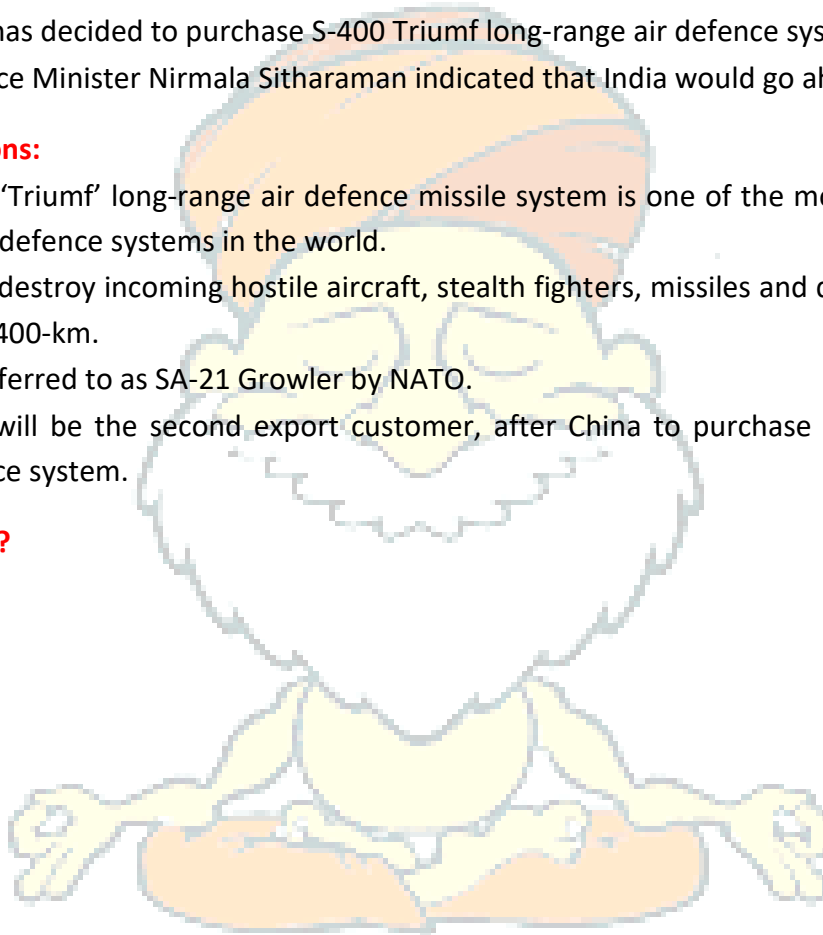 has decided to purchase S-400 Triumf long-range air defence sys
ce Minister Nirmala Sitharaman indicated that India would go a
ons:
‘Triumf’ long-range air defence missile system is one of the m
defence systems in the world.
destroy incoming hostile aircraft, stealth fighters, missiles and
400-km.
ferred to as SA-21 Growler by NATO.
will be the second export customer, after China to purchase
ce system.
?